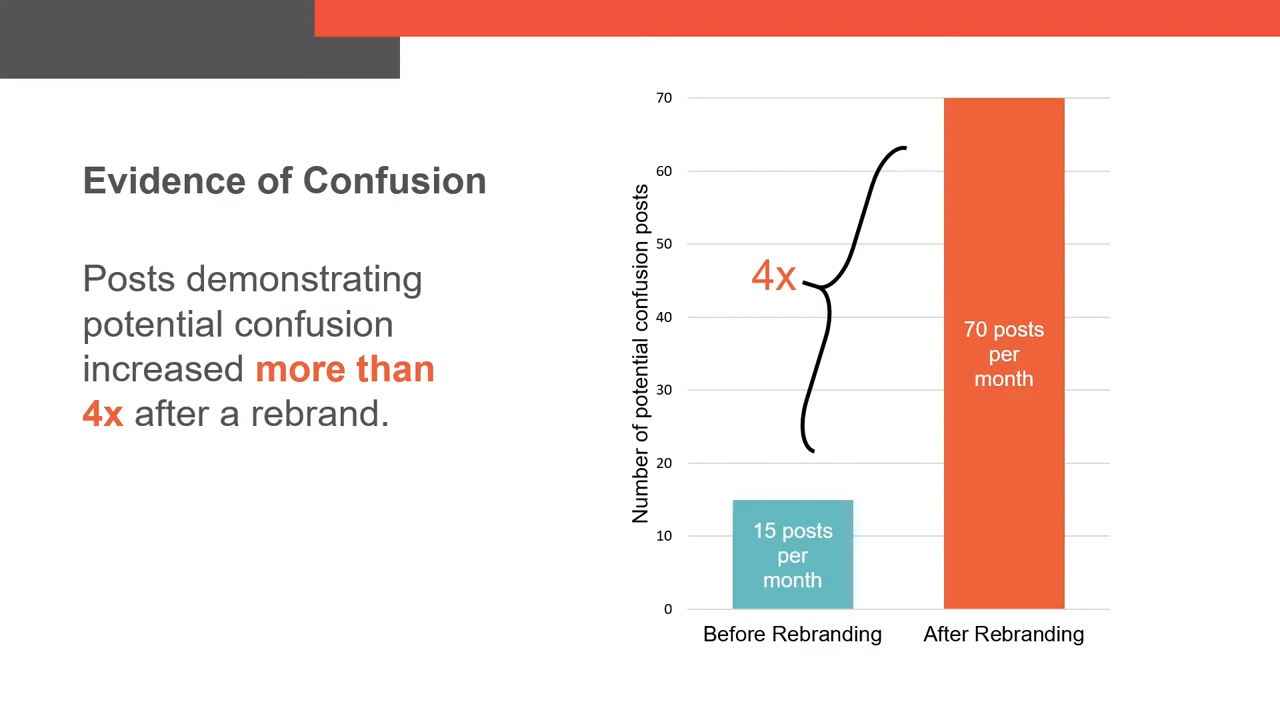 Evidence of Confusion
Posts demonstrating
potential confusion
increased more than
4x after a rebrand.
Number of potential confusion posts
70
60
50
40
30
20
10
0
4x
15 posts
per
month
70 posts
per
month
Before Rebranding
After Rebranding